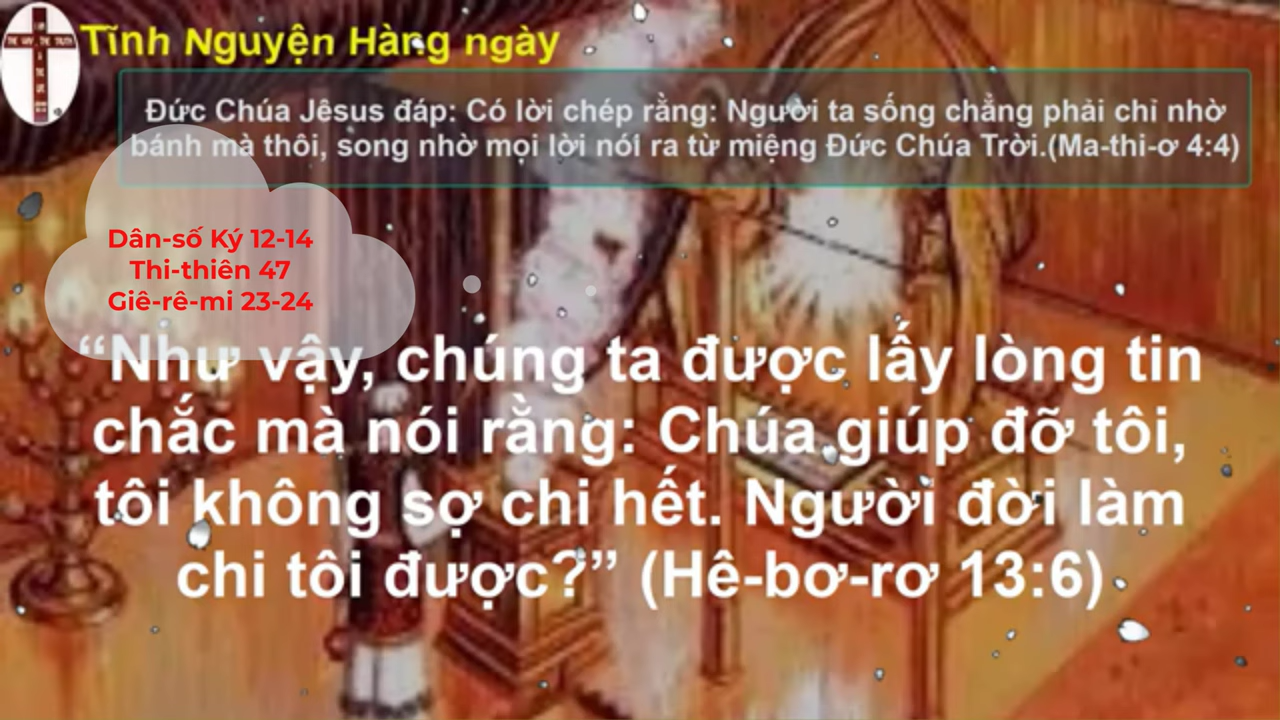 Tĩnh Nguyện Hàng ngày
Đức Chúa Jêsus đáp: Có lời chép rằng: Người ta sống chẳng phải chỉ nhờ
bánh mà thôi, song nhờ mọi lời nói ra từ miệng Đức Chúa Trời.(Ma-thi-ơ 4:4)
Dân-số Ký 12-14
Thi-thiên 47
Giê-rê-mi 23-24
“Như vậy, chúng ta được lấy lòng tin
chắc mà nói rằng: Chúa giúp đỡ tôi,
tôi không sợ chi hết. Người đời làm
chi tôi được?” (Hê-bơ-rơ 13:6)